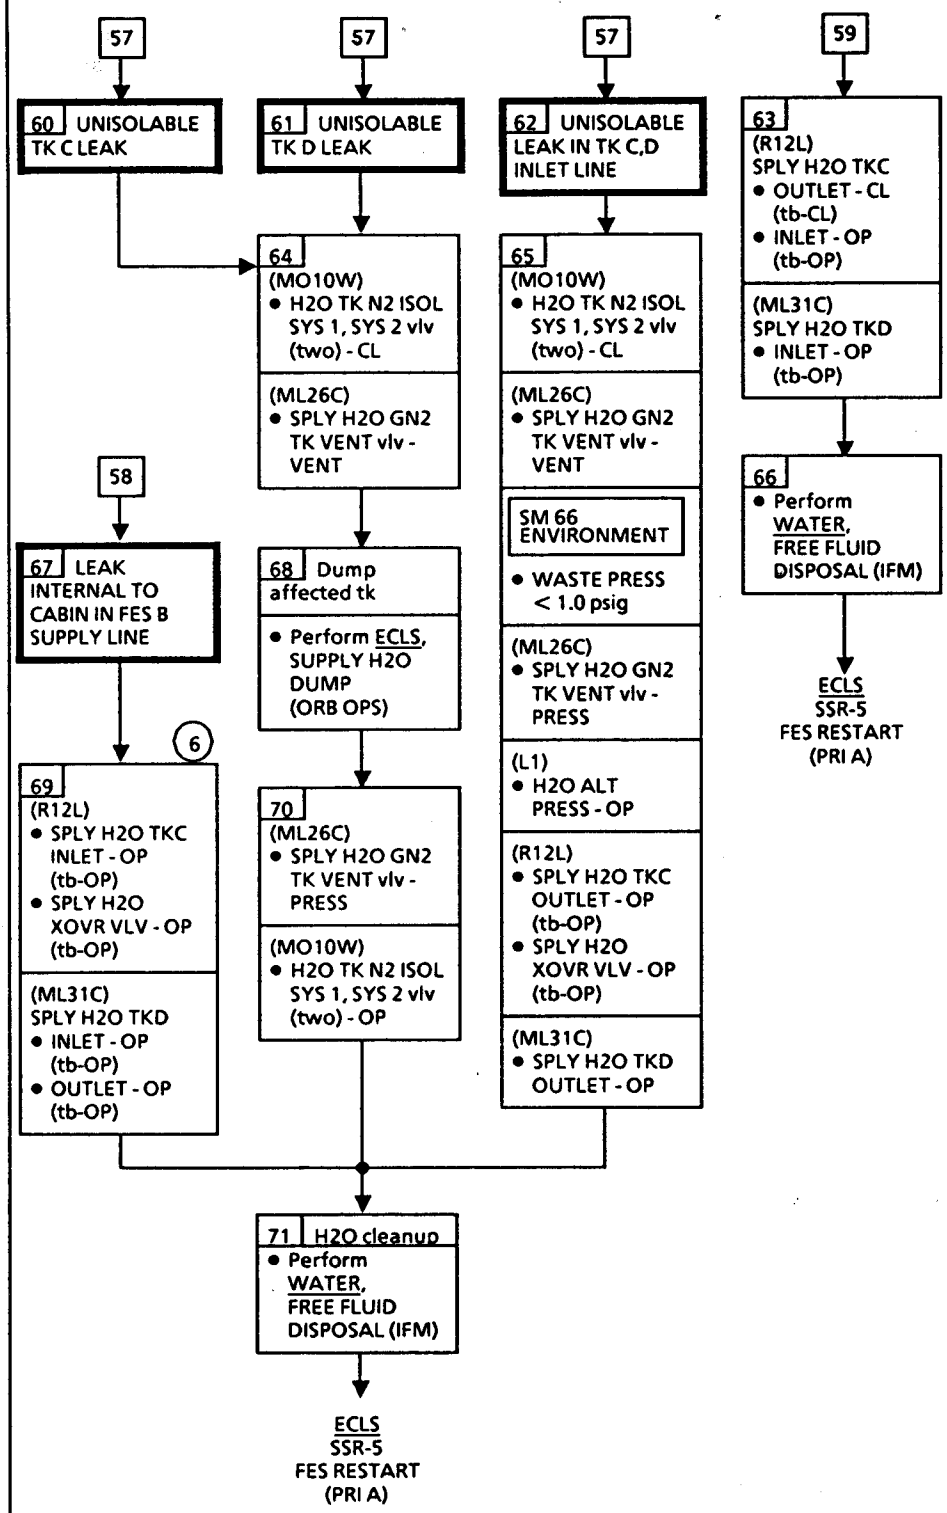 57
57
57
59
60 UNISOLABLE
TK C LEAK
61 UNISOLABLE
TK D LEAK
62 UNISOLABLE
LEAK IN TK C,D
INLET LINE
63
(R12L)
SPLY H2O TKC
• OUTLET - CL
(tb-CL)
• INLET - OP
(tb-OP)
(ML31C)
SPLY H2O TKD
• INLET - OP
(tb-OP)
64
(MO10W)
• H2O TK N2 ISOL
SYS 1, SYS 2 vlv
(two) - CL
(ML26C)
• SPLY H2O GN2
TK VENT vlv -
VENT
65
(MO10W)
• H2O TK N2 ISOL
SYS 1, SYS 2 vlv
(two) - CL
(ML26C)
• SPLY H2O GN2
TK VENT vlv -
VENT
SM 66
ENVIRONMENT
• WASTE PRESS
< 1.0 psig
(ML26C)
• SPLY H2O GN2
TK VENT vlv -
PRESS
(L1)
• H2O ALT
PRESS - OP
(R12L)
• SPLY H2O TKC
OUTLET - OP
(tb-OP)
• SPLY H2O
XOVR VLV - OP
(tb-OP)
(ML31C)
• SPLY H2O TKD
OUTLET - OP
66
• Perform
WATER,
FREE FLUID
DISPOSAL (IFM)
ECLS
SSR-5
FES RESTART
(PRI A)
58
67 LEAK
INTERNAL TO
CABIN IN FES B
SUPPLY LINE
68 Dump
affected tk
• Perform ECLS,
SUPPLY H2O
DUMP
(ORB OPS)
6
69
(R12L)
• SPLY H2O TKC
INLET - OP
(tb-OP)
• SPLY H2O
XOVR VLV - OP
(tb-OP)
(ML31C)
SPLY H2O TKD
• INLET - OP
(tb-OP)
• OUTLET - OP
(tb-OP)
70
(ML26C)
• SPLY H2O GN2
TK VENT vlv -
PRESS
(MO10W)
• H2O TK N2 ISOL
SYS 1, SYS 2 vlv
(two) - OP
71 H2O cleanup
• Perform
WATER,
FREE FLUID
DISPOSAL (IFM)
ECLS
SSR-5
FES RESTART
(PRI A)